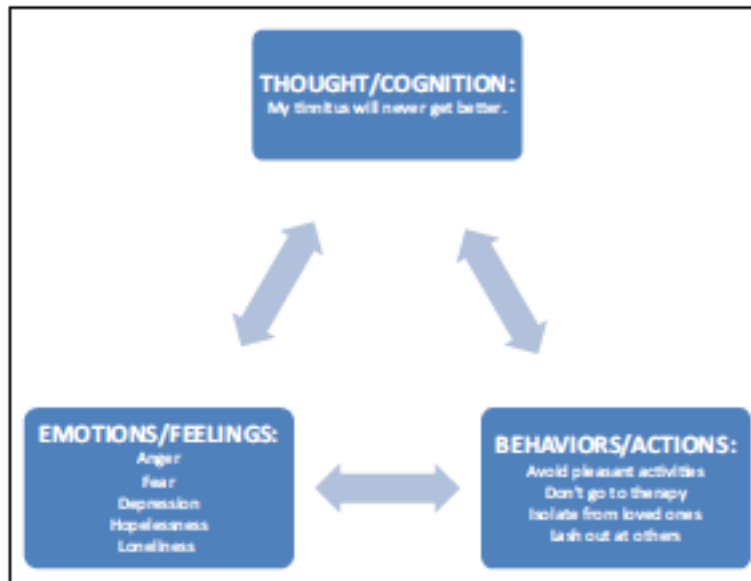 THOUGHT/COGNITION:
My tinnitus will never get better.
EMOTIONS/FEELINGS:
Anger
Fear
Depression
Hopelessness
Loneliness
BEHAVIORS/ACTIONS:
Avoid pleasant activities
Don't go to therapy
Isolate from loved ones
Lash out at others